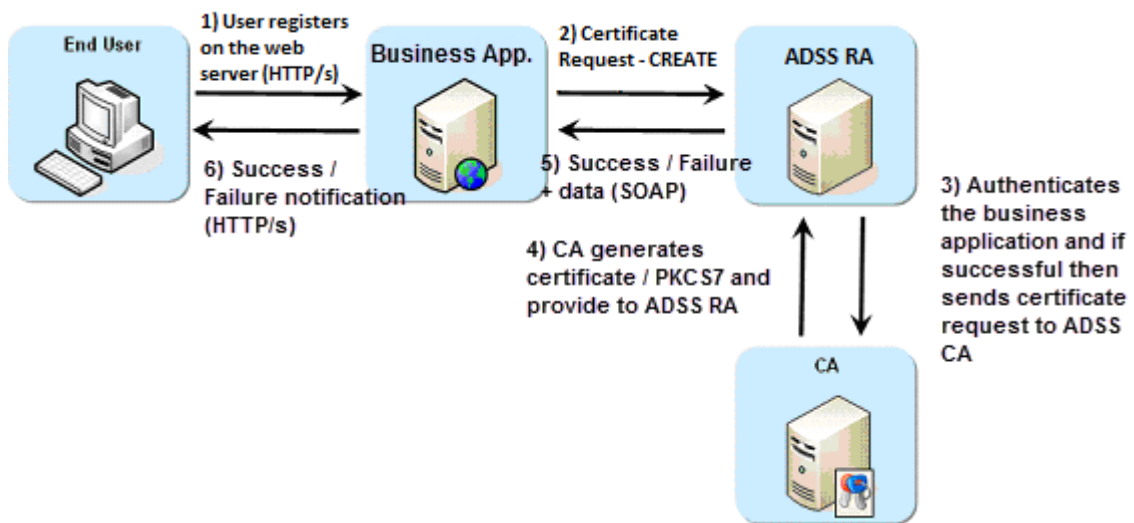 End User
1) User registers
on the web
server (HTTP/s)
Business App.
2) Certificate
Request - CREATE
ADSS RA
6) Success /
Failure notification
(HTTP/s)
5) Success / Failure
+ data (SOAP)
3) Authenticates
the business
application and if
successful then
sends certificate
request to ADSS
CA
4) CA generates
certificate / PKCS7 and
provide to ADSS RA
CA